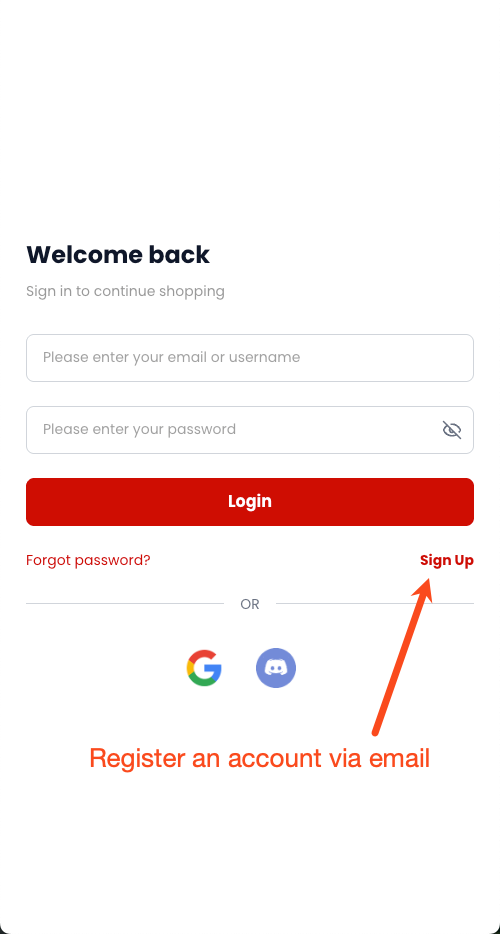 Welcome back
Sign in to continue shopping
Please enter your email or username
Please enter your password
Login
Forgot password? Sign Up
OR
Register an account via email